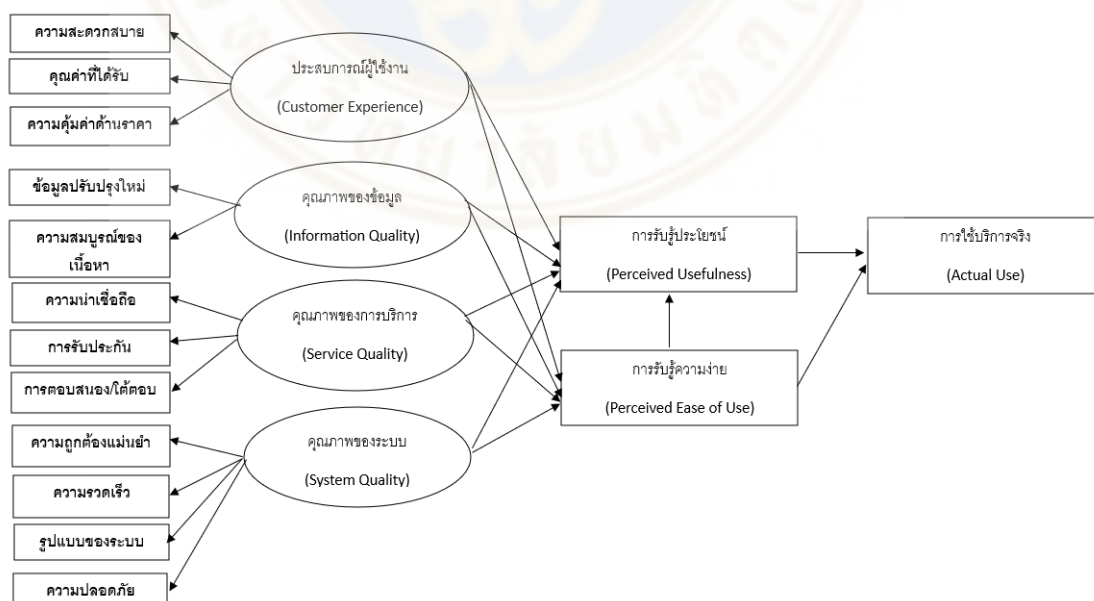 ความสะดวกสบาย
คุณค่าที่ได้รับ
ความคุ้มค่าด้านราคา
ประสบการณ์ผู้ใช้งาน
(Customer Experience)
ข้อมูลปรับปรุงใหม่
ความสมบูรณ์ของ
เนื้อหา
คุณภาพของข้อมูล
(Information Quality)
ความน่าเชื่อถือ
การรับประกัน
การตอบสนอง/โต้ตอบ
คุณภาพของการบริการ
(Service Quality)
ความถูกต้องแม่นยำ
ความรวดเร็ว
รูปแบบของระบบ
ความปลอดภัย
คุณภาพของระบบ
(System Quality)
การรับรู้ประโยชน์
(Perceived Usefulness)
การรับรู้ความง่าย
(Perceived Ease of Use)
การใช้บริการจริง
(Actual Use)